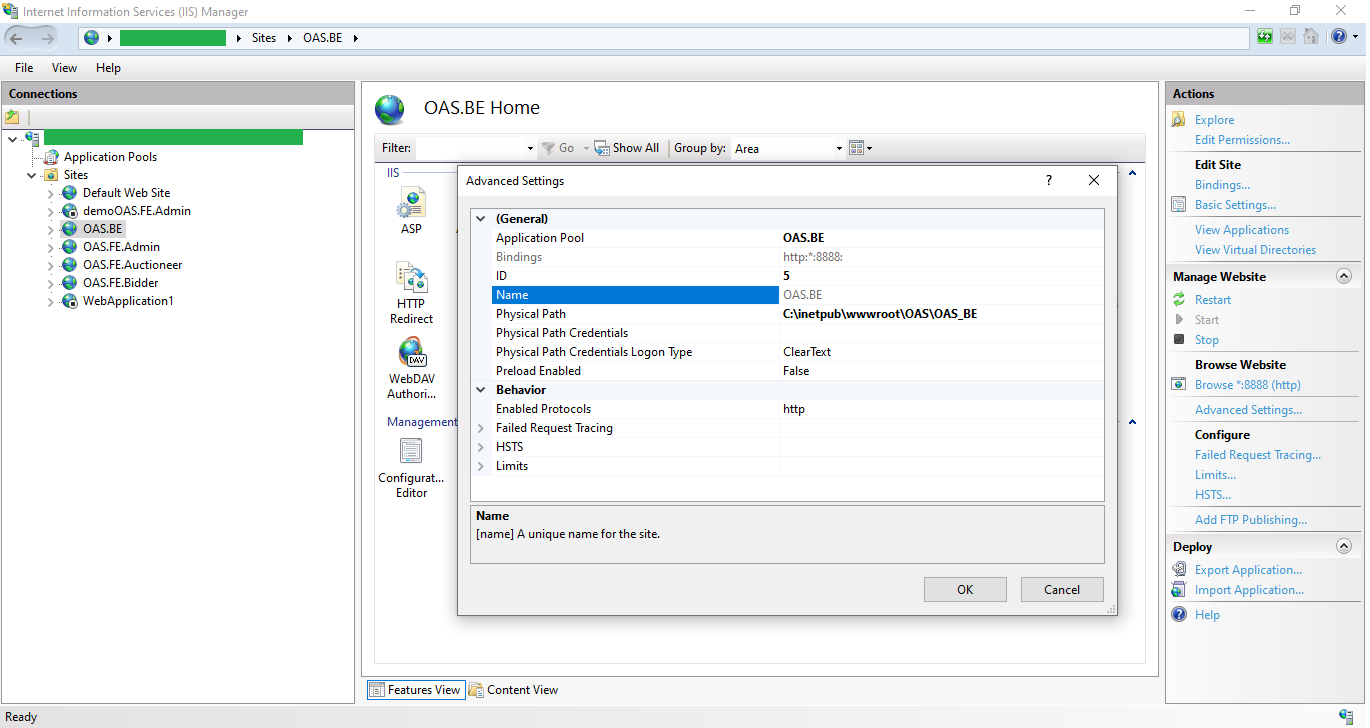 Internet Information Services (IIS) Manager
Sites OAS.BE
File View Help
Connections
Application Pools
Sites
Default Web Site
demoOAS.FE.Admin
OAS.BE
OAS.FE.Admin
OAS.FE.Auctioneer
OAS.FE.Bidder
WebApplication1
OAS.BE Home
Filter: Go Show All Group by: Area
IIS
ASP
HTTP
Redirect
DAV
WebDAV
Authori...
Management
Configurat...
Editor
Advanced Settings
?
(General)
Application Pool OAS.BE
Bindings http:*:8888:
ID 5
Name OAS.BE
Physical Path C:\inetpub\wwwroot\OAS\OAS_BE
Physical Path Credentials
Physical Path Credentials Logon Type ClearText
Preload Enabled False
Behavior
Enabled Protocols http
Failed Request Tracing
HSTS
Limits
Name
[name] A unique name for the site.
OK Cancel
Features View Content View
Actions
Explore
Edit Permissions...
Edit Site
Bindings...
Basic Settings...
View Applications
View Virtual Directories
Manage Website
Restart
Start
Stop
Browse Website
Browse *:8888 (http)
Advanced Settings...
Configure
Failed Request Tracing...
Limits...
HSTS...
Add FTP Publishing...
Deploy
Export Application...
Import Application...
Help
Ready